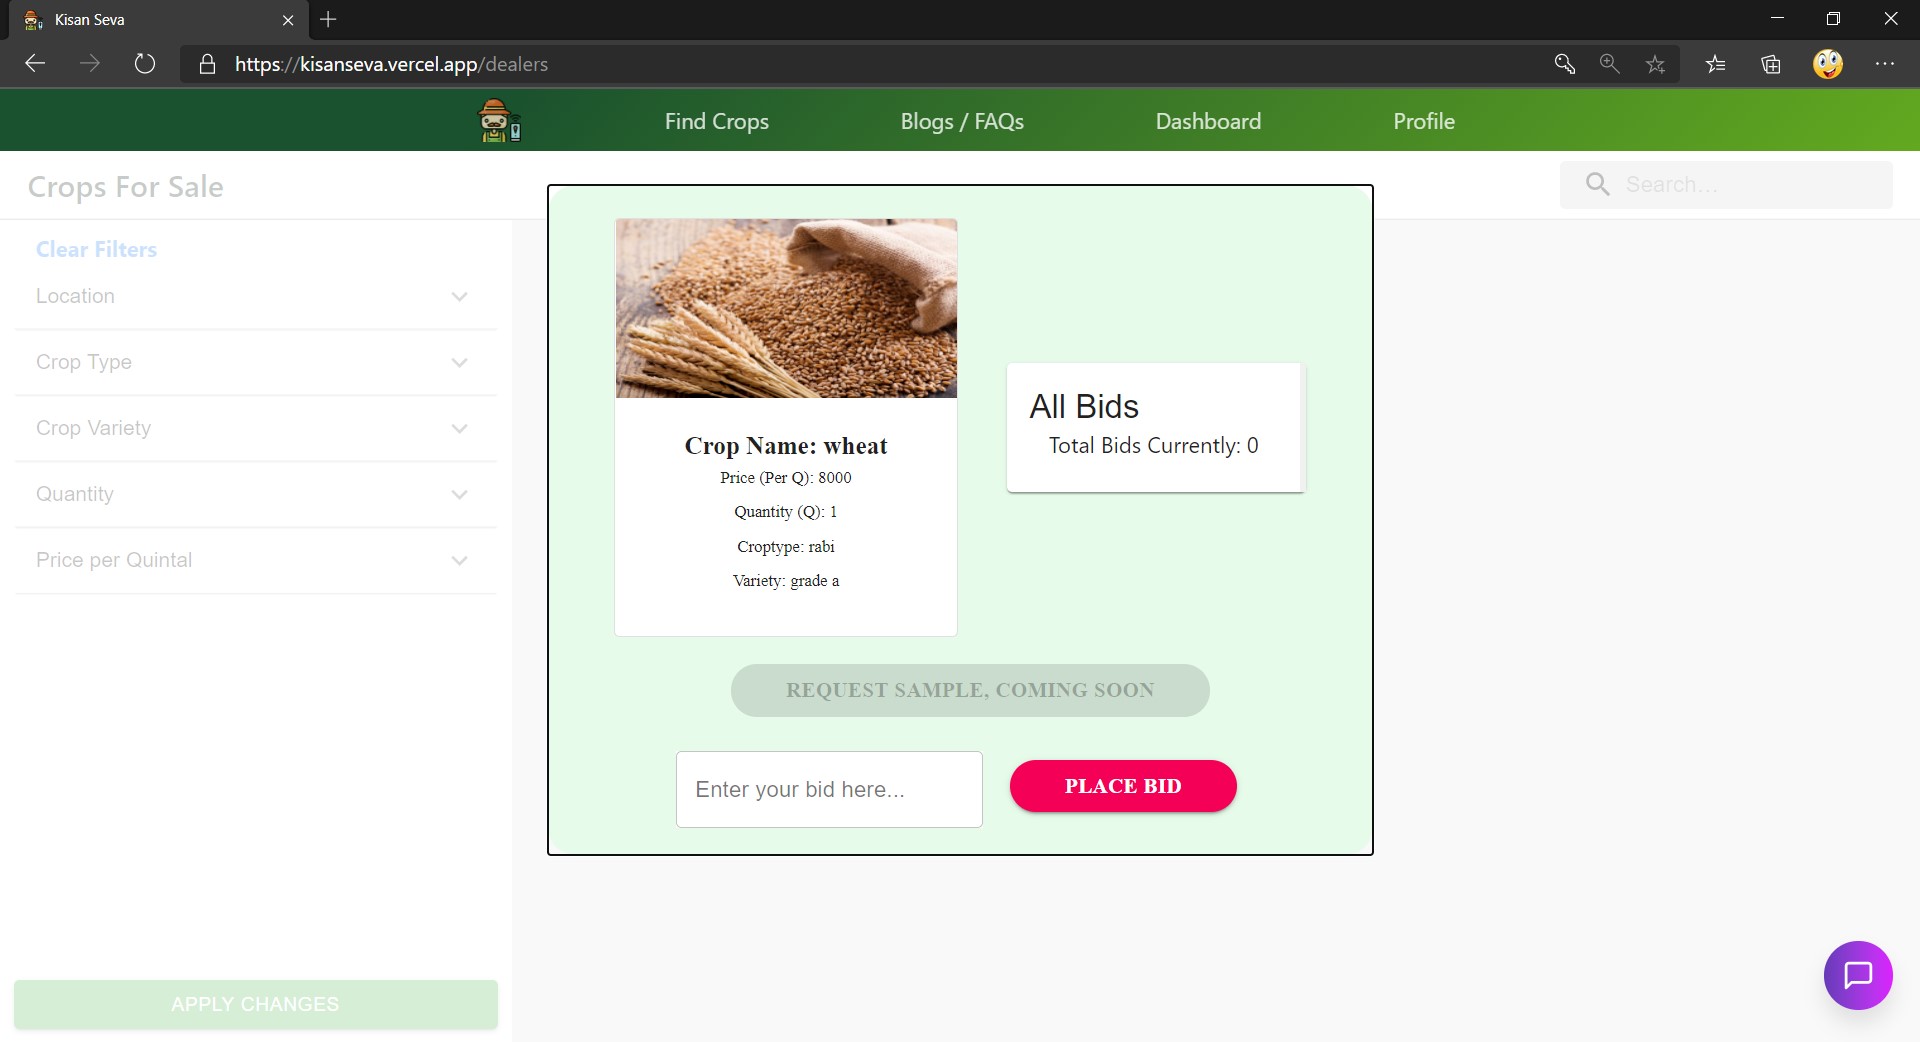 Kisan Seva
https://kisanseva.vercel.app/dealers
Find Crops
Blogs / FAQs
Dashboard
Profile
Crops For Sale
Search...
Clear Filters
Location
Crop Type
Crop Variety
Quantity
Price per Quintal
APPLY CHANGES
Crop Name: wheat
Price (Per Q): 8000
Quantity (Q): 1
Croptype: rabi
Variety: grade a
All Bids
Total Bids Currently: 0
REQUEST SAMPLE, COMING SOON
Enter your bid here...
PLACE BID